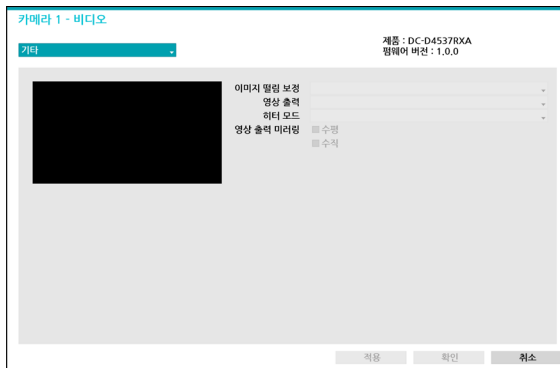 카메라 1 - 비디오
기타
제품 : DC-D4537RXA
펌웨어 버전 : 1.0.0
이미지 떨림 보정
영상 출력
히터 모드
영상 출력 미러링 수평
수직
적용 확인 취소